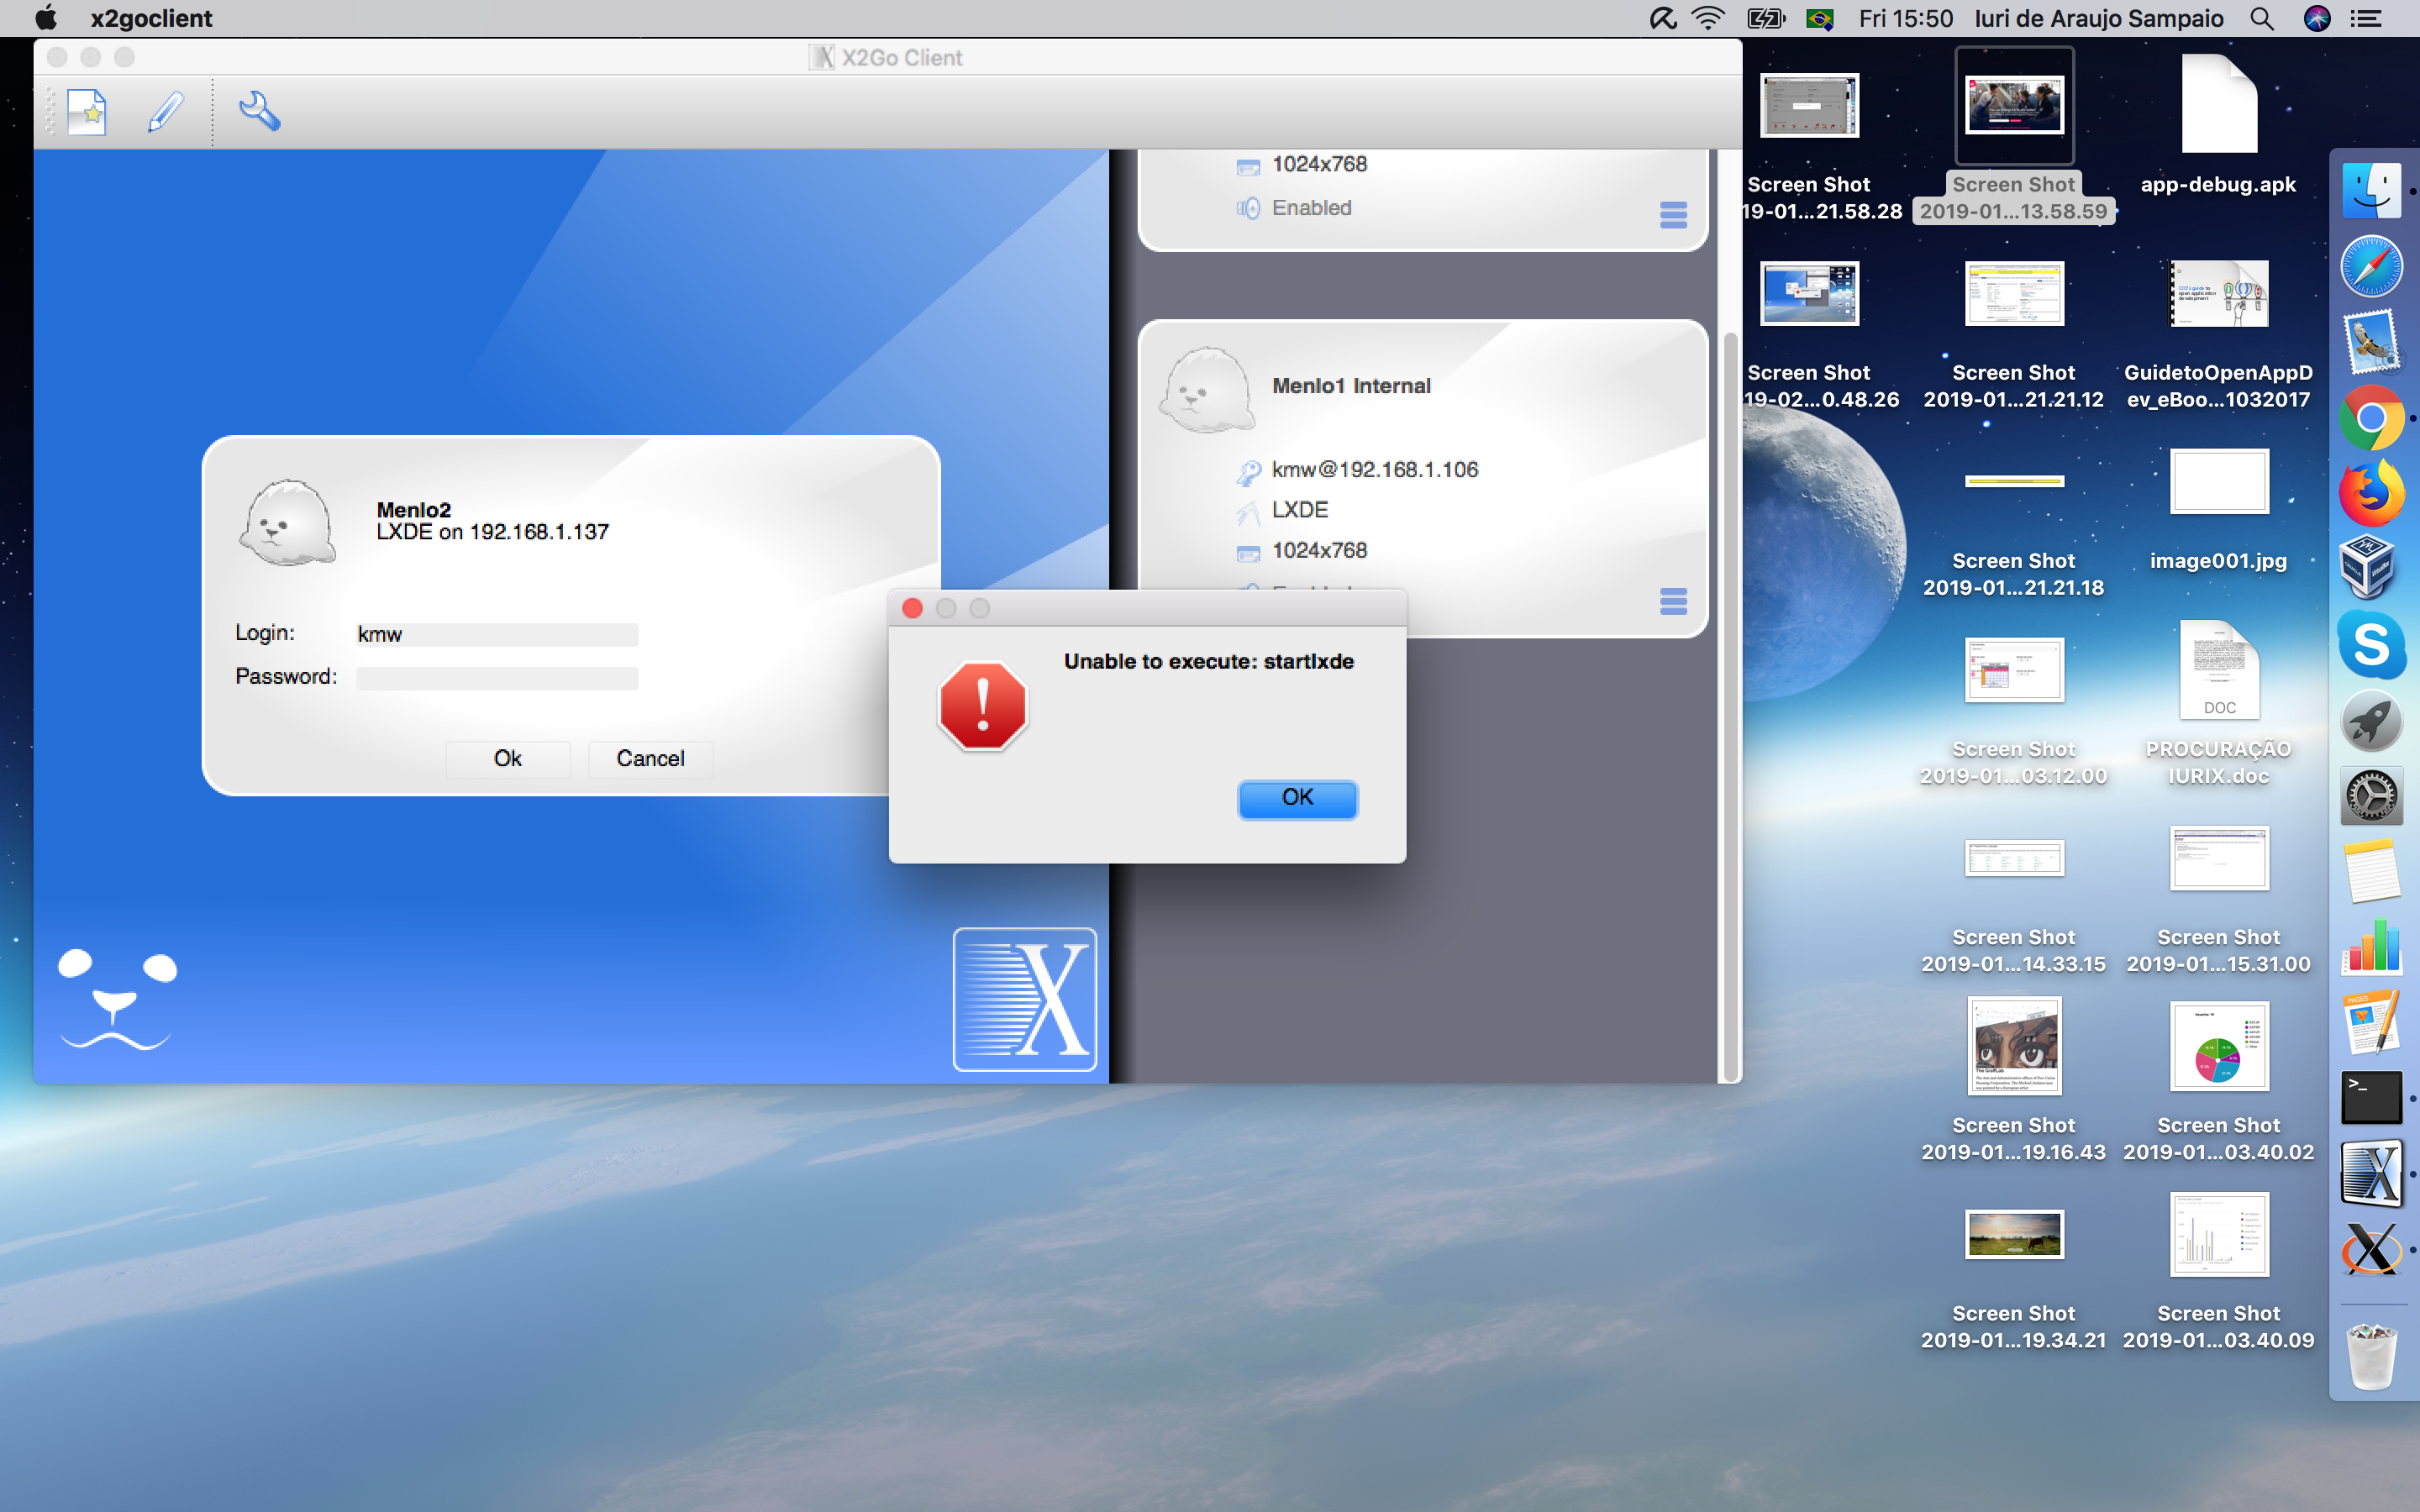 x2goclient
Fri 15:50
Iuri de Araujo Sampaio
X2Go Client
1024x768
Enabled
Menlo1 Internal
kmw@192.168.1.106
LXDE
1024x768
Menlo2
LXDE on 192.168.1.137
Login:
kmw
Password:
Ok
Cancel
Unable to execute: startlxde
OK
X
Screen Shot
19-01...21.58.28
Screen Shot
2019-01...13.58.59
app-debug.apk
Screen Shot
19-02...0.48.26
Screen Shot
2019-01...21.21.12
GuidetoOpenAppD
ev_eBoo...1032017
Screen Shot
2019-01...21.21.18
image001.jpg
DOC
Screen Shot
2019-01...03.12.00
PROCURAÇÃO
IURIX.doc
Screen Shot
2019-01...14.33.15
Screen Shot
2019-01...15.31.00
The GraffLab
Screen Shot
2019-01...19.16.43
Screen Shot
2019-01...03.40.02
Screen Shot
2019-01...19.34.21
Screen Shot
2019-01...03.40.09
PAGES